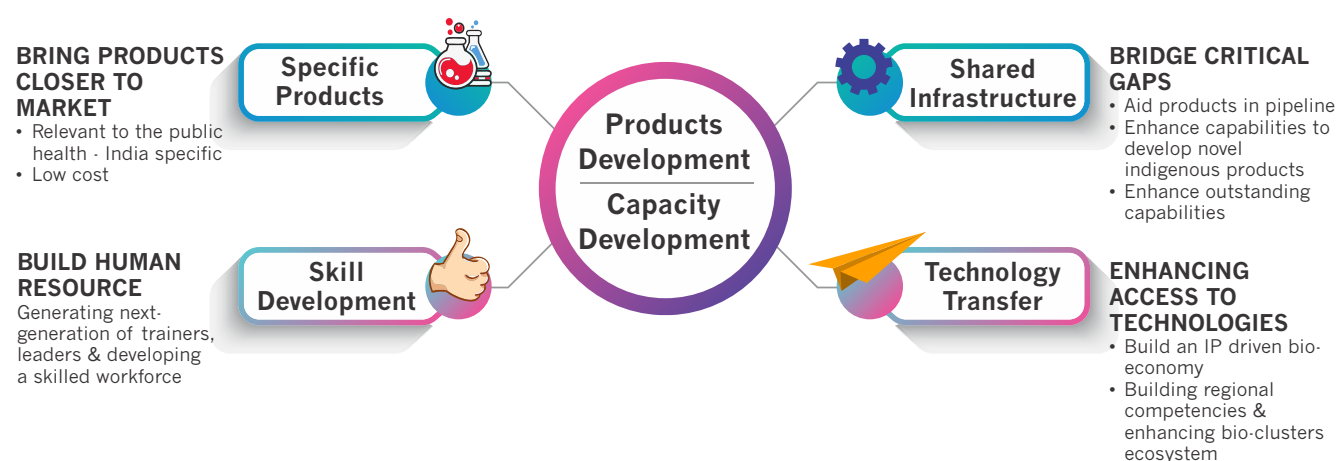 BRING PRODUCTS
CLOSER TO
MARKET
• Relevant to the public
health - India specific
• Low cost
Specific
Products
BUILD HUMAN
RESOURCE
Generating next-
generation of trainers,
leaders & developing
a skilled workforce
Skill
Development
Products
Development
Capacity
Development
Shared
Infrastructure
BRIDGE CRITICAL
GAPS
• Aid products in pipeline
• Enhance capabilities to
develop novel
indigenous products
• Enhance outstanding
capabilities
Technology
Transfer
ENHANCING
ACCESS TO
TECHNOLOGIES
• Build an IP driven bio-
economy
• Building regional
competencies &
enhancing bio-clusters
ecosystem